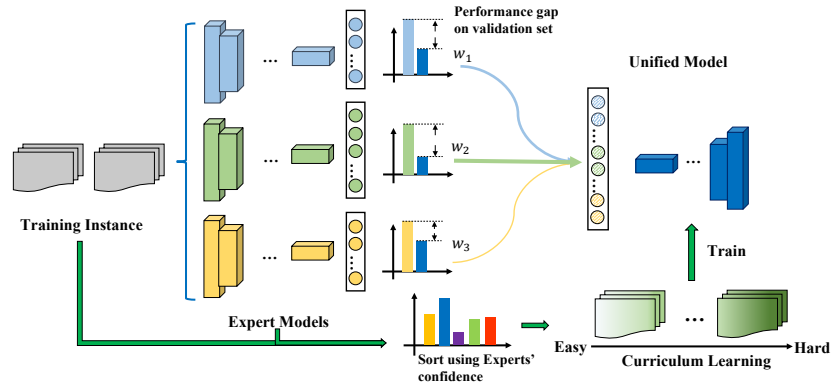 Performance gap
on validation set
w₁
Unified Model
...
w₂
...
...
Training Instance
...
w₃
Train
Expert Models
...
Sort using Experts'
confidence
Easy
Hard
Curriculum Learning